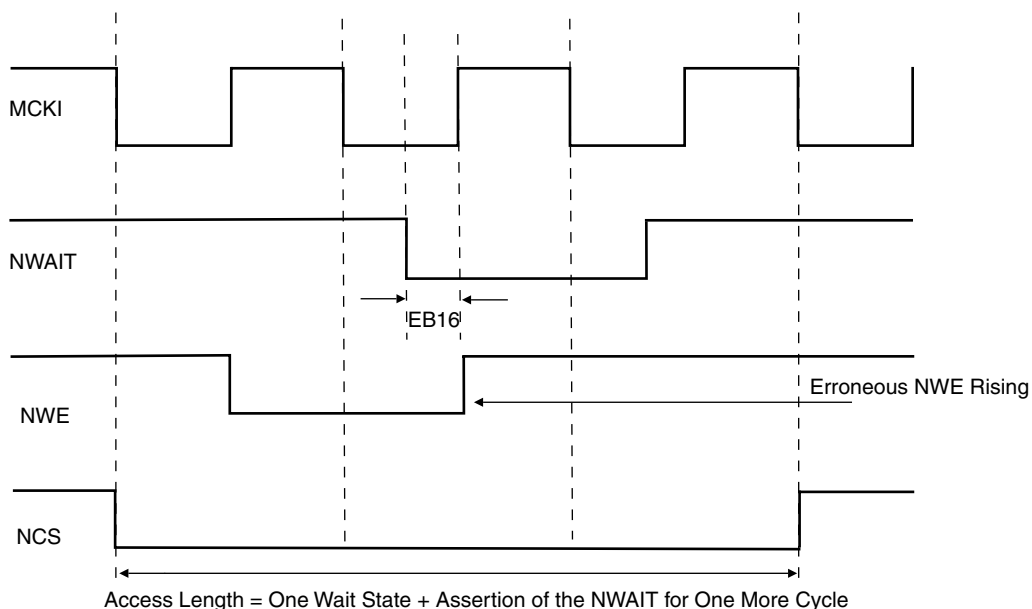 MCKI
NWAIT
EB16
Erroneous NWE Rising
NWE
NCS
Access Length = One Wait State + Assertion of the NWAIT for One More Cycle